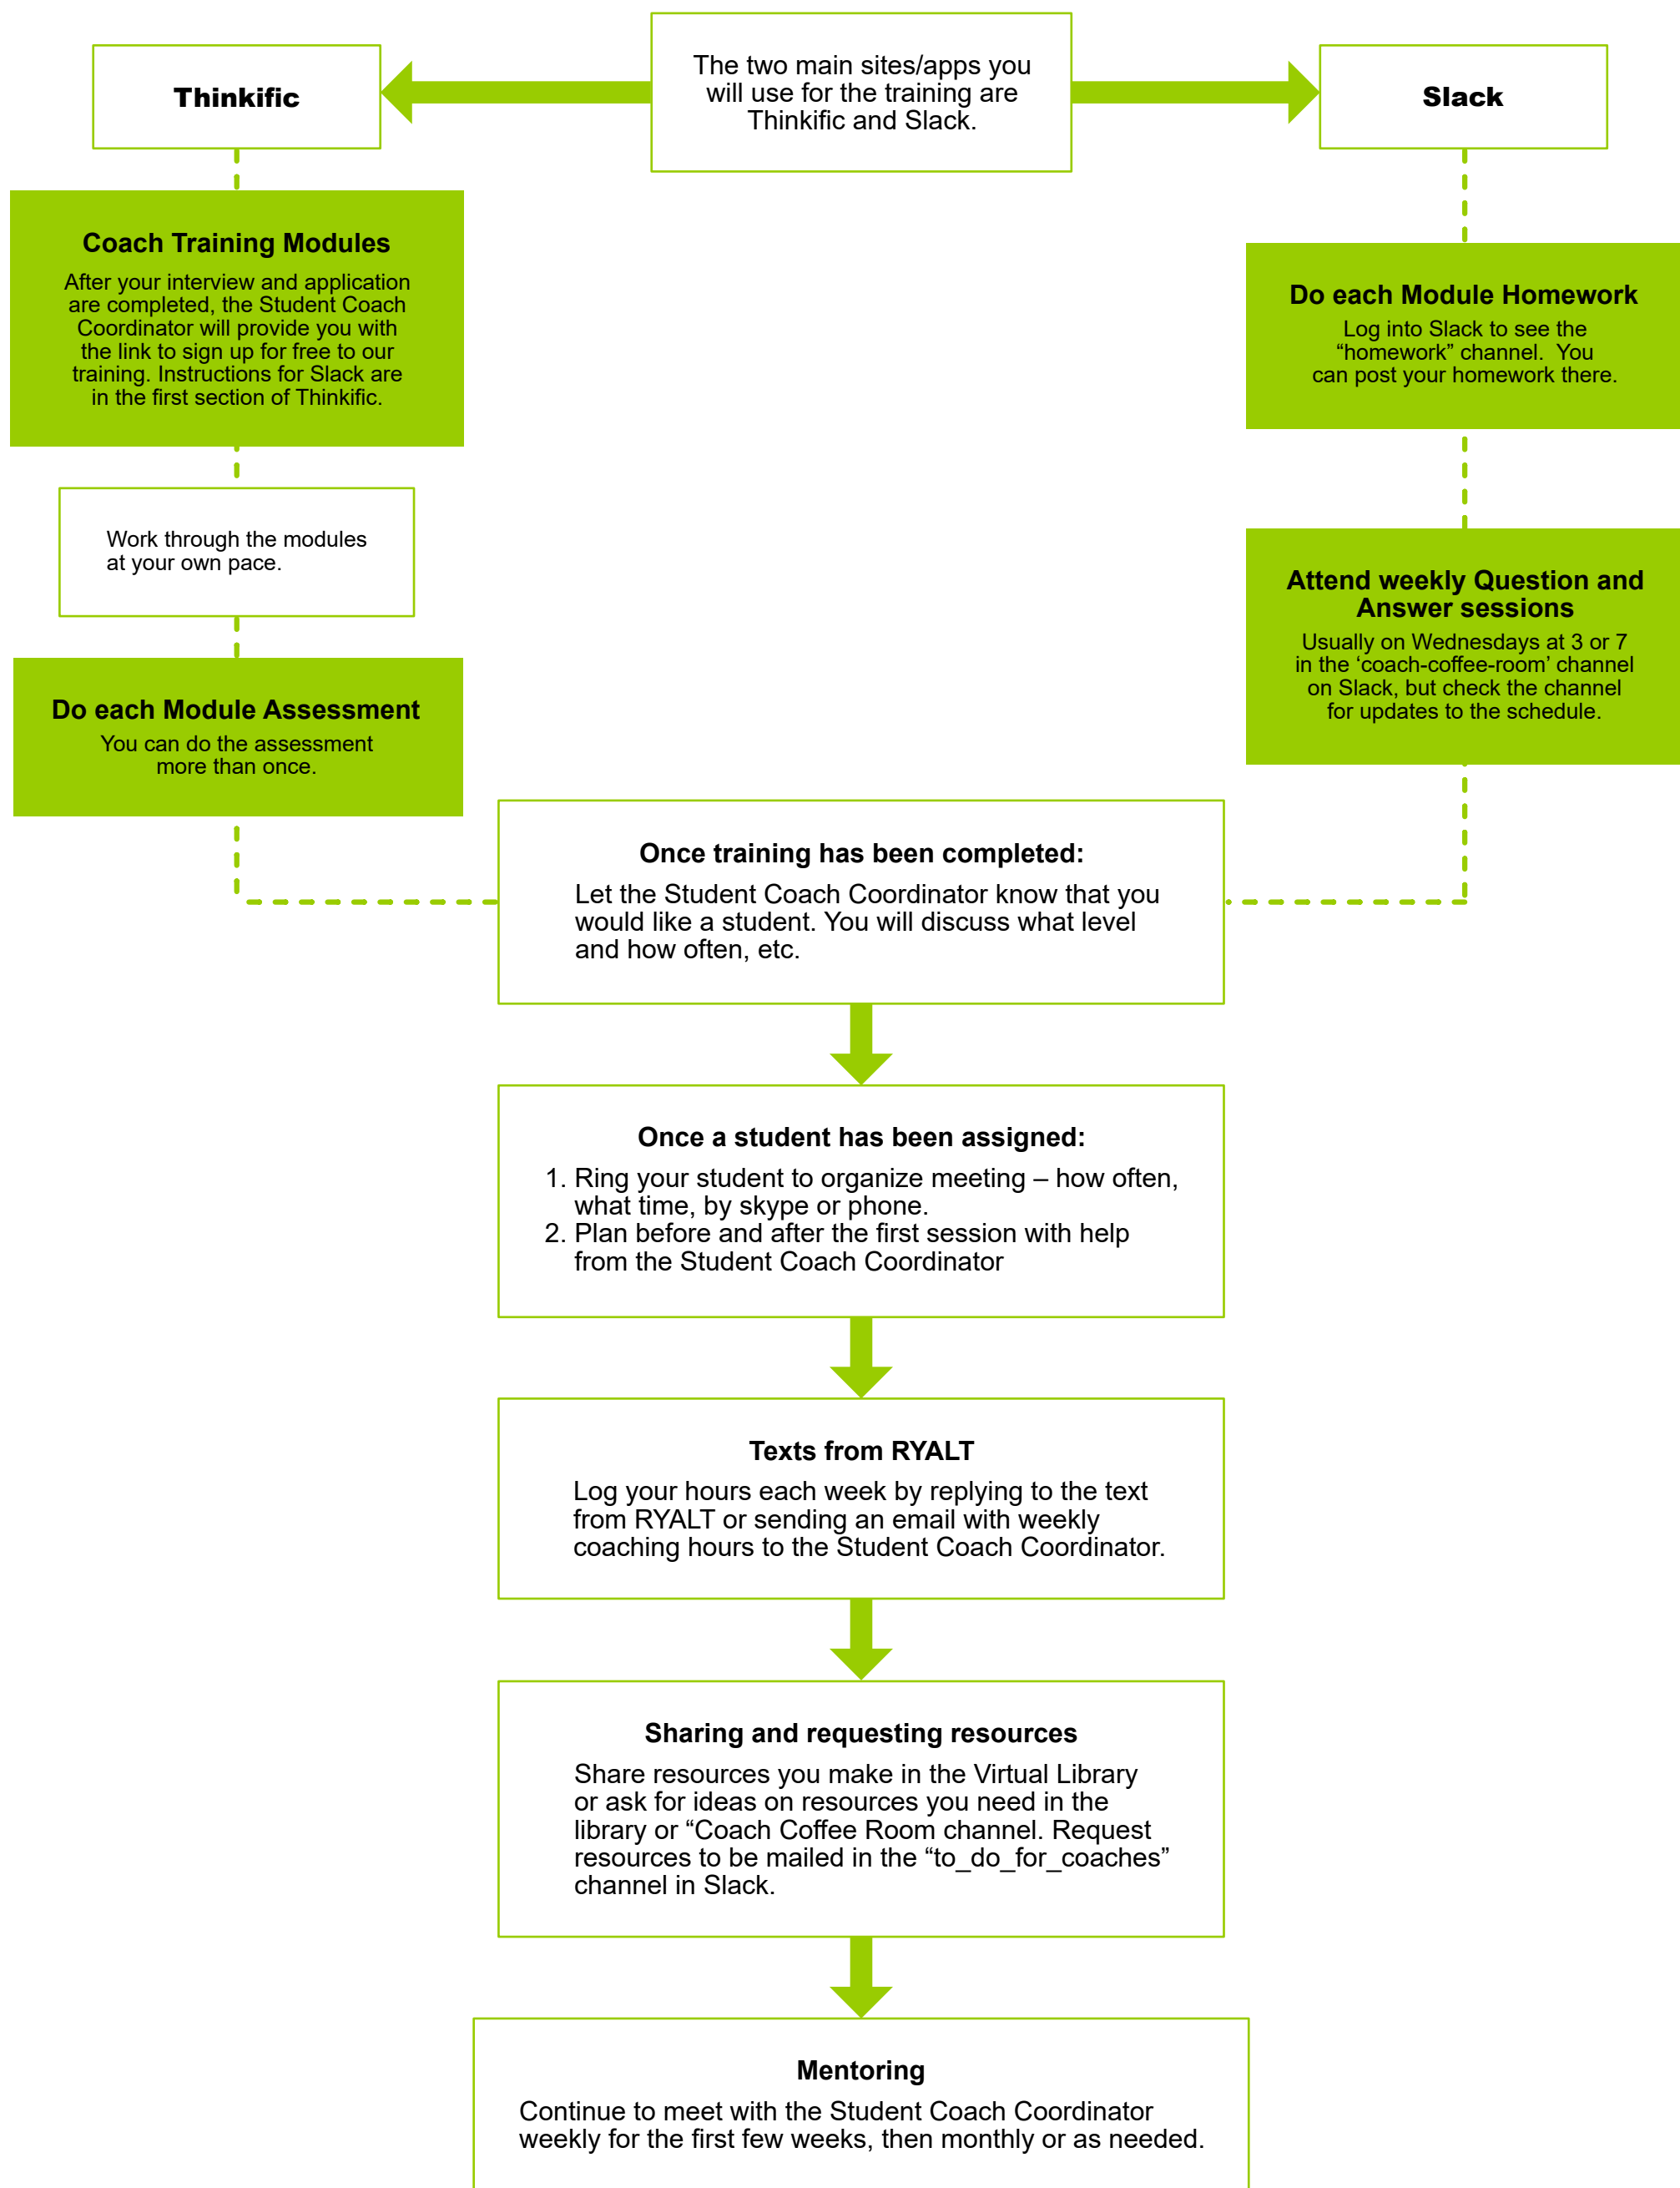 The two main sites/apps you
will use for the training are
Thinkific and Slack.
Thinkific
Slack
Coach Training Modules
After your interview and application
are completed, the Student Coach
Coordinator will provide you with
the link to sign up for free to our
training. Instructions for Slack are
in the first section of Thinkific.
Work through the modules
at your own pace.
Do each Module Assessment
You can do the assessment
more than once.
Do each Module Homework
Log into Slack to see the
“homework” channel.  You
can post your homework there.
Attend weekly Question and
Answer sessions
Usually on Wednesdays at 3 or 7
in the ‘coach-coffee-room’ channel
on Slack, but check the channel
for updates to the schedule.
Once training has been completed:
Let the Student Coach Coordinator know that you
would like a student. You will discuss what level
and how often, etc.
Once a student has been assigned:
1. Ring your student to organize meeting – how often,
what time, by skype or phone.
2. Plan before and after the first session with help
from the Student Coach Coordinator
Texts from RYALT
Log your hours each week by replying to the text
from RYALT or sending an email with weekly
coaching hours to the Student Coach Coordinator.
Sharing and requesting resources
Share resources you make in the Virtual Library
or ask for ideas on resources you need in the
library or “Coach Coffee Room channel. Request
resources to be mailed in the “to_do_for_coaches”
channel in Slack.
Mentoring
Continue to meet with the Student Coach Coordinator
weekly for the first few weeks, then monthly or as needed.